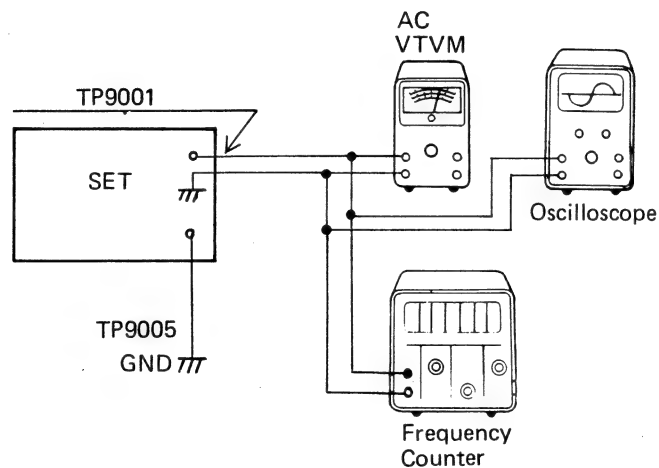 AC
VTVM
TP9001
SET
Oscilloscope
TP9005
GND
Frequency
Counter